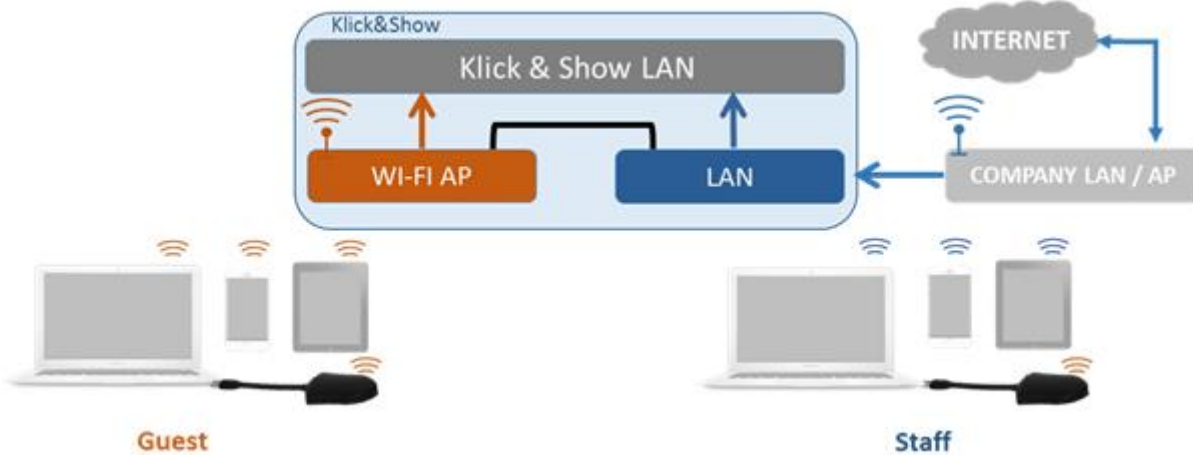 Klick&Show
Klick & Show LAN
INTERNET
WI-FI AP
LAN
COMPANY LAN / AP
Guest
Staff